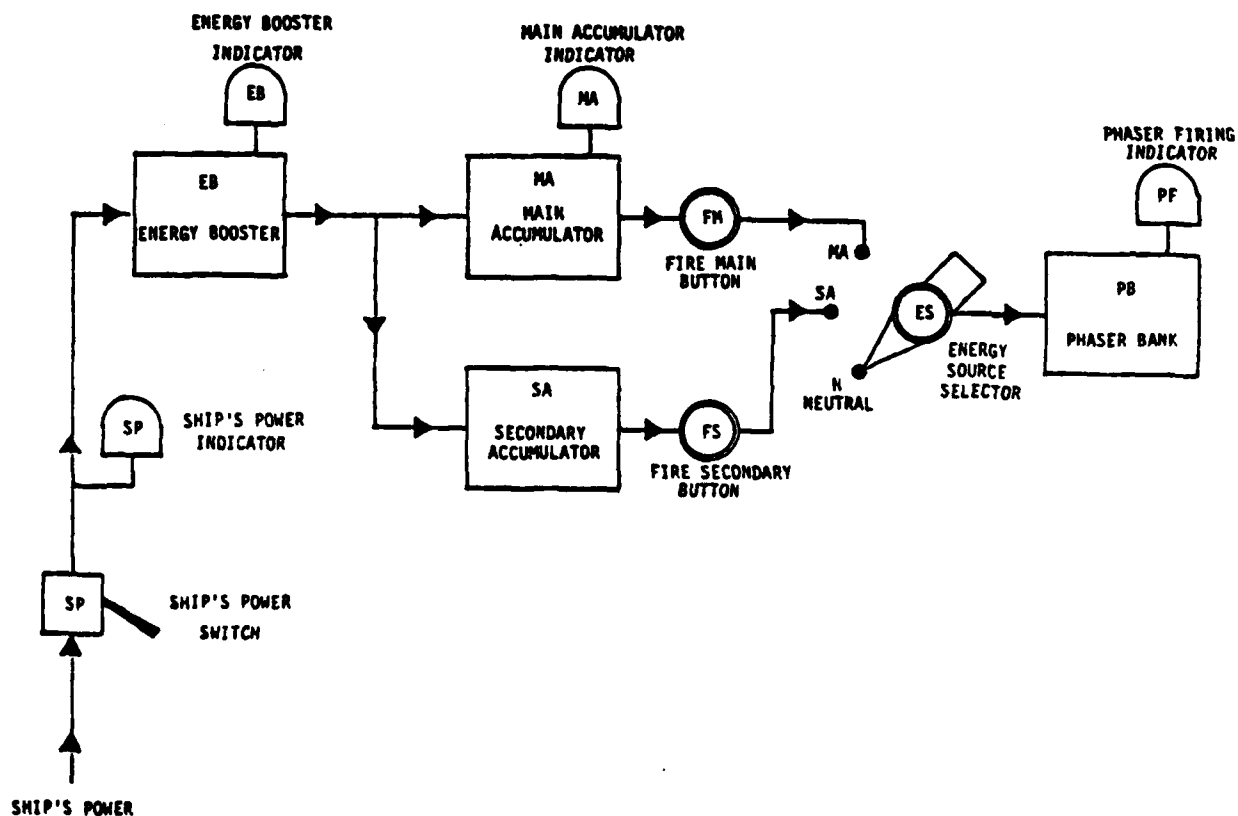 ENERGY BOOSTER
INDICATOR
EB
MAIN ACCUMULATOR
INDICATOR
MA
PHASER FIRING
INDICATOR
PF
EB
ENERGY BOOSTER
MA
MAIN
ACCUMULATOR
FM
FIRE MAIN
BUTTON
MA
SA
ES
ENERGY
SOURCE
SELECTOR
N
NEUTRAL
PB
PHASER BANK
SA
SECONDARY
ACCUMULATOR
FS
FIRE SECONDARY
BUTTON
SP
SHIP'S POWER
INDICATOR
SP
SHIP'S POWER
SWITCH
SHIP'S POWER